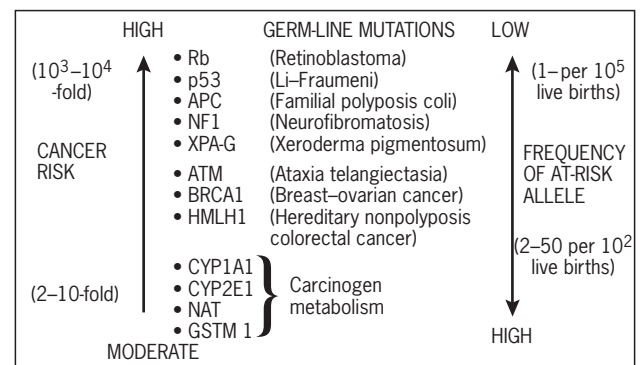 HIGH GERM-LINE MUTATIONS LOW
(10³–10⁴
-fold)
• Rb (Retinoblastoma)
• p53 (Li–Fraumeni)
• APC (Familial polyposis coli)
• NF1 (Neurofibromatosis)
• XPA-G (Xeroderma pigmentosum)
• ATM (Ataxia telangiectasia)
• BRCA1 (Breast–ovarian cancer)
• HMLH1 (Hereditary nonpolyposis
colorectal cancer)
• CYP1A1
• CYP2E1
• NAT
• GSTM 1
Carcinogen
metabolism
CANCER
RISK
(2–10-fold)
MODERATE
(1– per 10⁵
live births)
FREQUENCY
OF AT-RISK
ALLELE
(2–50 per 10²
live births)
HIGH